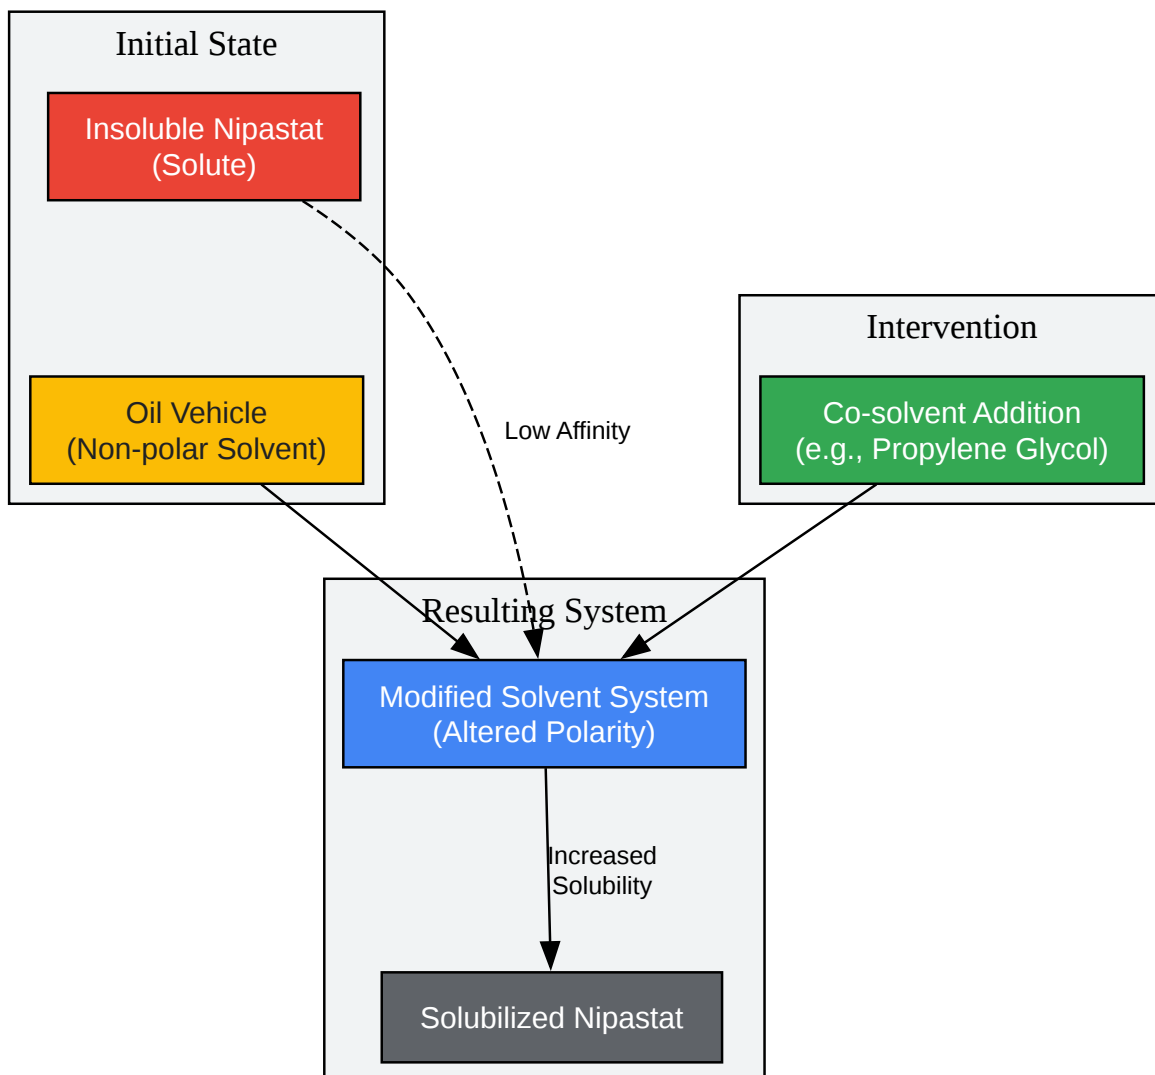 Initial State
Insoluble Nipastat
(Solute)
Oil Vehicle
(Non-polar Solvent)
Low Affinity
Intervention
Co-solvent Addition
(e.g., Propylene Glycol)
Resulting System
Modified Solvent System
(Altered Polarity)
Increased
Solubility
Solubilized Nipastat